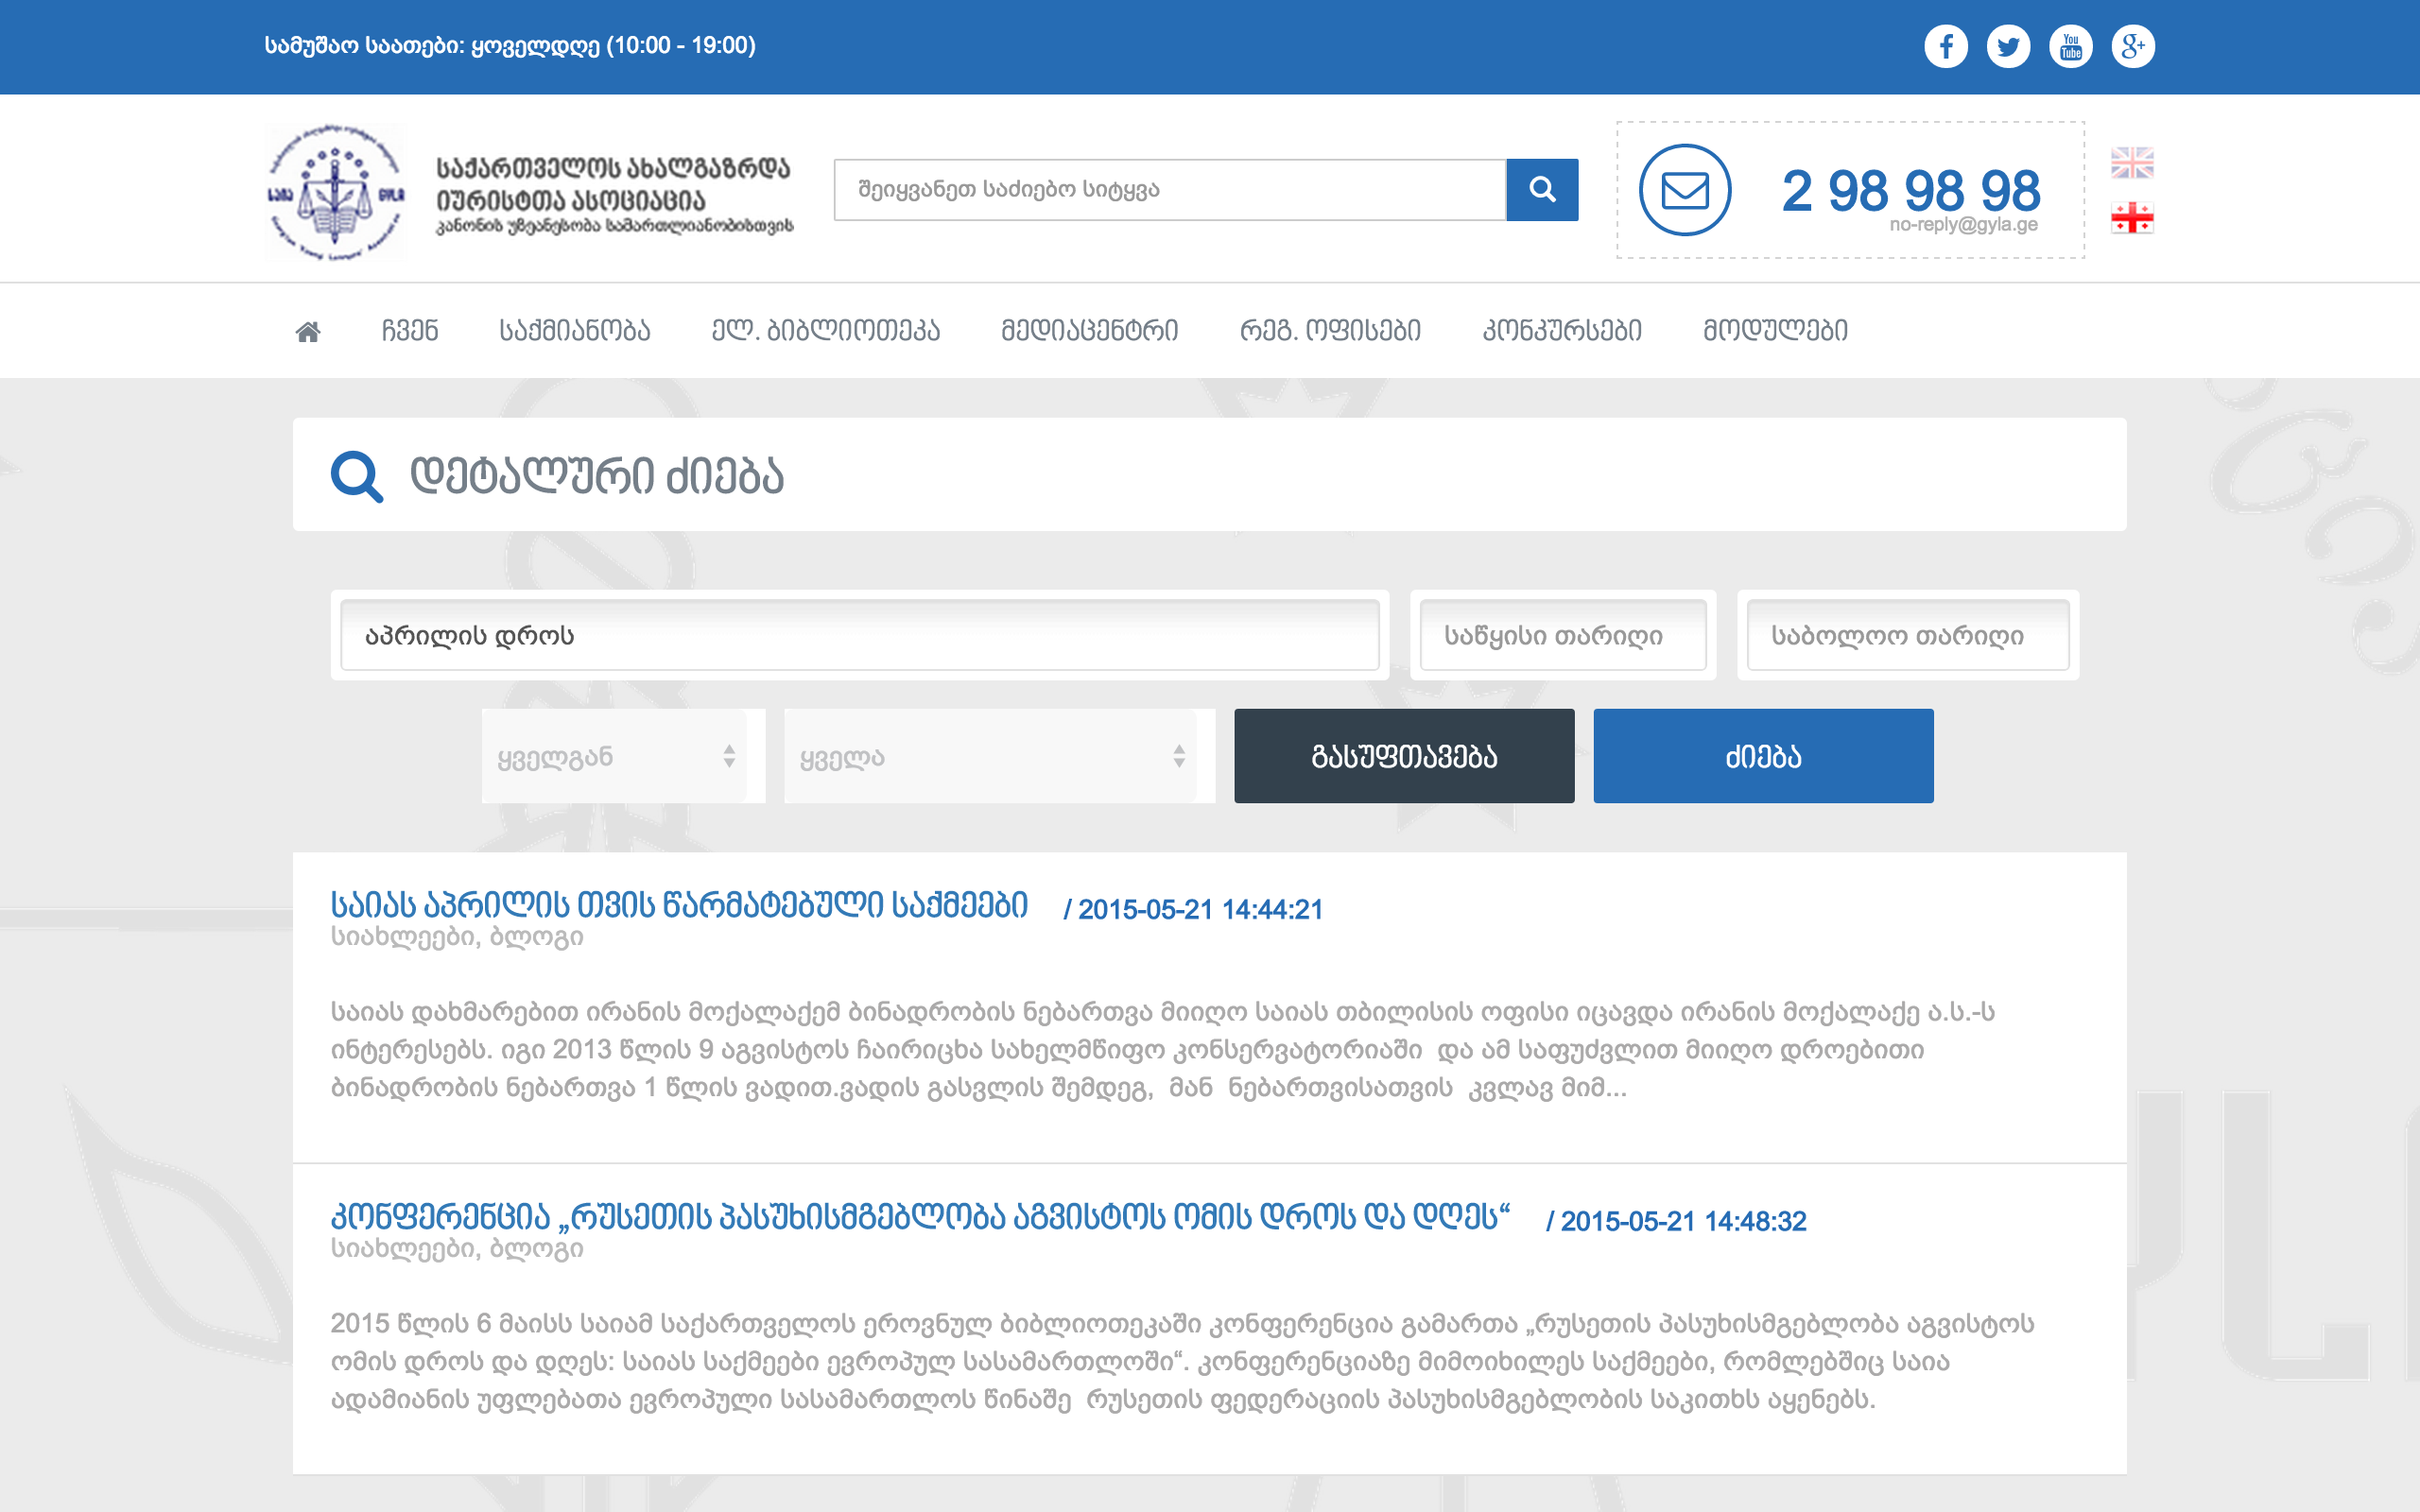 სამუშაო საათები: ყოველდღე (10:00 - 19:00)
You Tube
g+
საია GYLA
საქართველოს ახალგაზრდა
იურისტთა ასოციაცია
კანონის უზენაესობა სამართლიანობისთვის
შეიყვანეთ საძიებო სიტყვა
2 98 98 98
no-reply@gyla.ge
ჩვენ საქმიანობა ელ. ბიბლიოთეკა მედიაცენტრი რეგ. ოფისები კონკურსები მოდულები
დეტალური ძიება
აპრილის დროს საწყისი თარიღი საბოლოო თარიღი
ყველგან ყველა გასუფთავება ძიება
საიას აპრილის თვის წარმატებული საქმეები / 2015-05-21 14:44:21
სიახლეები, ბლოგი
საიას დახმარებით ირანის მოქალაქემ ბინადრობის ნებართვა მიიღო საიას თბილისის ოფისი იცავდა ირანის მოქალაქე ა.ს.-ს
ინტერესებს. იგი 2013 წლის 9 აგვისტოს ჩაირიცხა სახელმწიფო კონსერვატორიაში და ამ საფუძვლით მიიღო დროებითი
ბინადრობის ნებართვა 1 წლის ვადით.ვადის გასვლის შემდეგ, მან ნებართვისათვის კვლავ მიმ...
კონფერენცია „რუსეთის პასუხისმგებლობა აგვისტოს ომის დროს და დღეს“ / 2015-05-21 14:48:32
სიახლეები, ბლოგი
2015 წლის 6 მაისს საიამ საქართველოს ეროვნულ ბიბლიოთეკაში კონფერენცია გამართა „რუსეთის პასუხისმგებლობა აგვისტოს
ომის დროს და დღეს: საიას საქმეები ევროპულ სასამართლოში“. კონფერენციაზე მიმოიხილეს საქმეები, რომლებშიც საია
ადამიანის უფლებათა ევროპული სასამართლოს წინაშე რუსეთის ფედერაციის პასუხისმგებლობის საკითხს აყენებს.